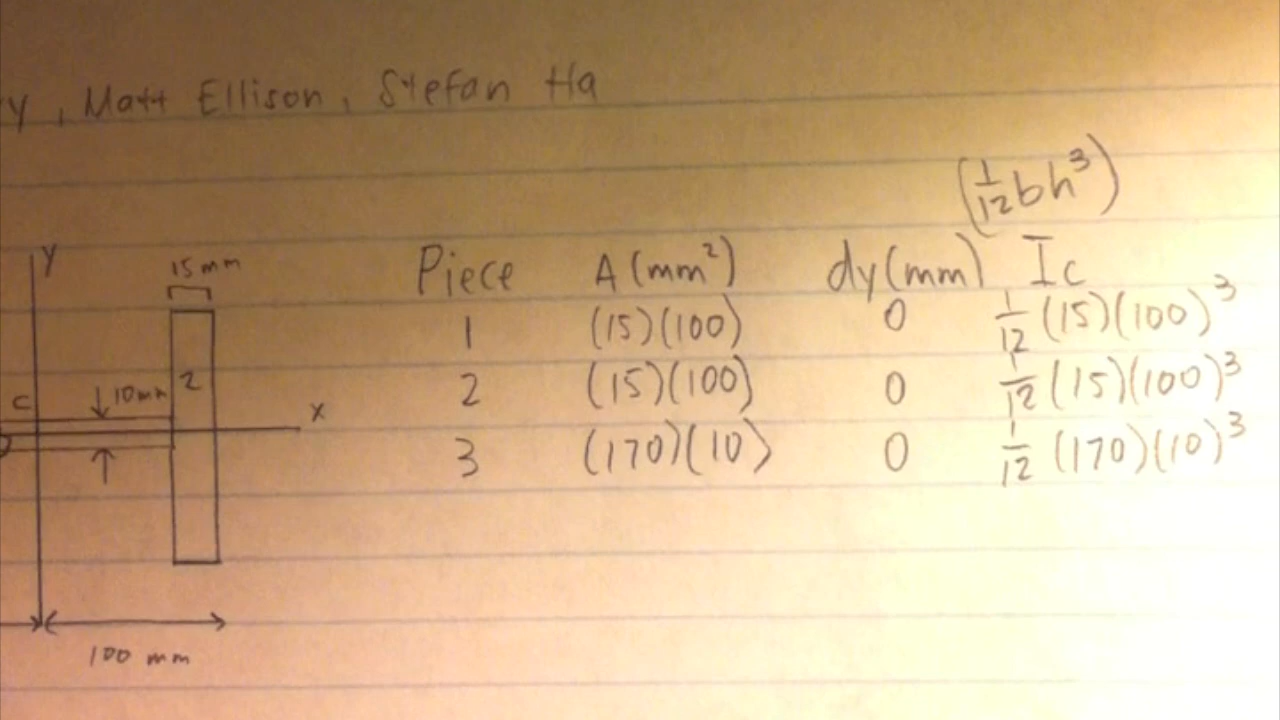 Y, Matt Ellison, Stefan Ha
(1/12 bh³)
y
15 mm
Piece A (mm²) dy (mm) Ic
1 (15)(100) 0 1/12 (15)(100)³
2 (15)(100) 0 1/12 (15)(100)³
3 (170)(10) 0 1/12 (170)(10)³
2
c 10mm x
100 mm